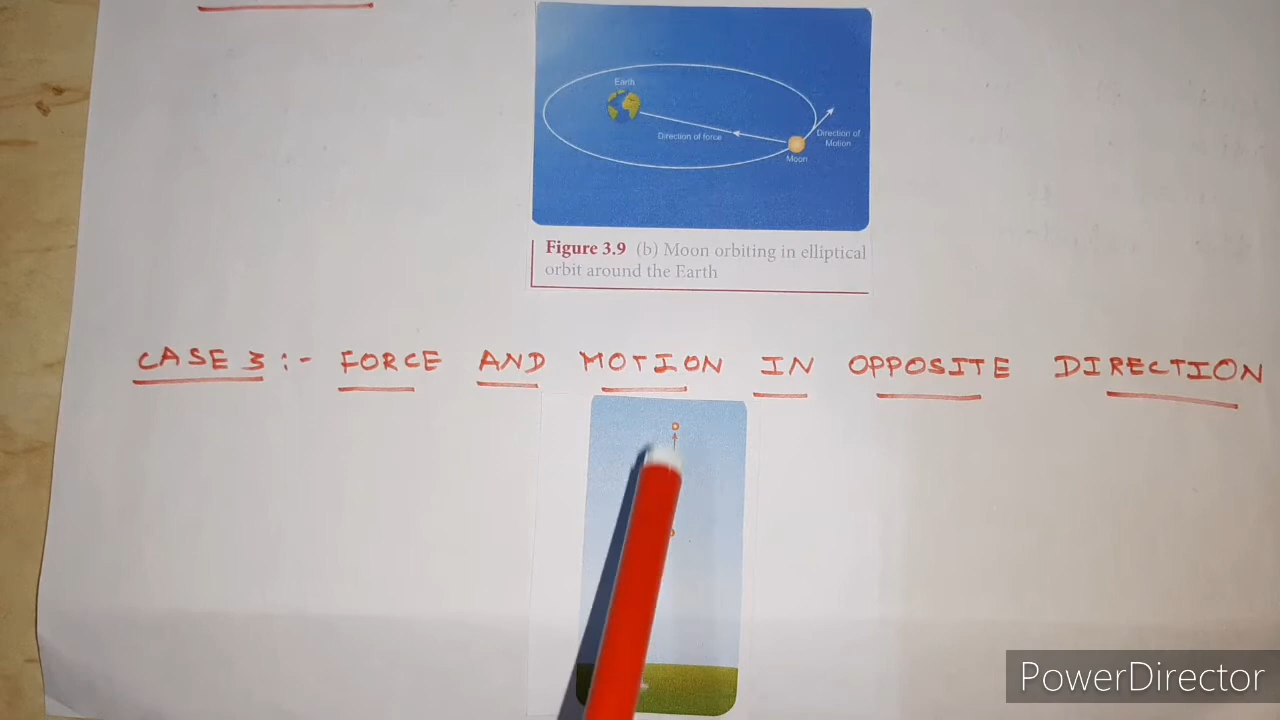 Earth
Direction of force
Direction of
Motion
Moon
Figure 3.9 (b) Moon orbiting in elliptical
orbit around the Earth
CASE 3 :- FORCE AND MOTION IN OPPOSITE DIRECTION
PowerDirector